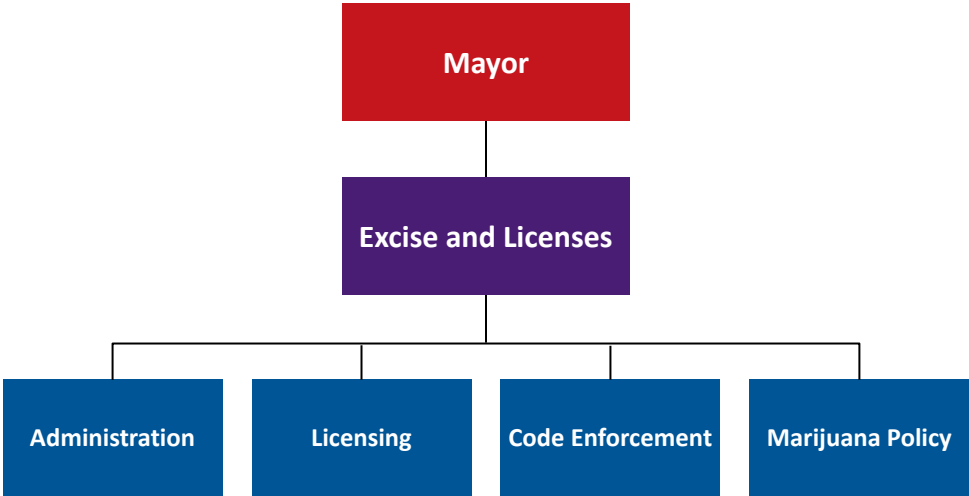 Mayor
Excise and Licenses
Administration
Licensing
Code Enforcement
Marijuana Policy